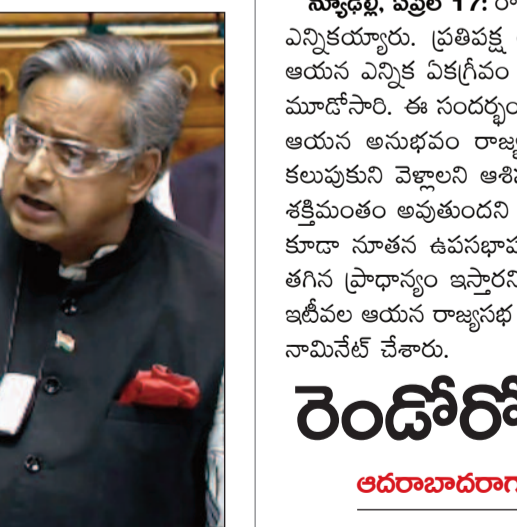 న్యూఢిల్లీ, ఏప్రిల్ 17:
ఎన్నికయ్యారు. ప్రతిపక్ష
ఆయన ఎన్నిక ఏకగ్రీవం
మూడోసారి. ఈ సందర్భం
ఆయన అనుభవం రాజ్య
కలుపుకుని వెళ్లాలని ఆశి
శక్తిమంతం అవుతుందని
కూడా నూతన ఉపసభాప
తగిన ప్రాధాన్యం ఇస్తారని
ఇటీవల ఆయన రాజ్యసభ
నామినేట్ చేశారు.
రెండోరో
ఆదరాబాదరాగా